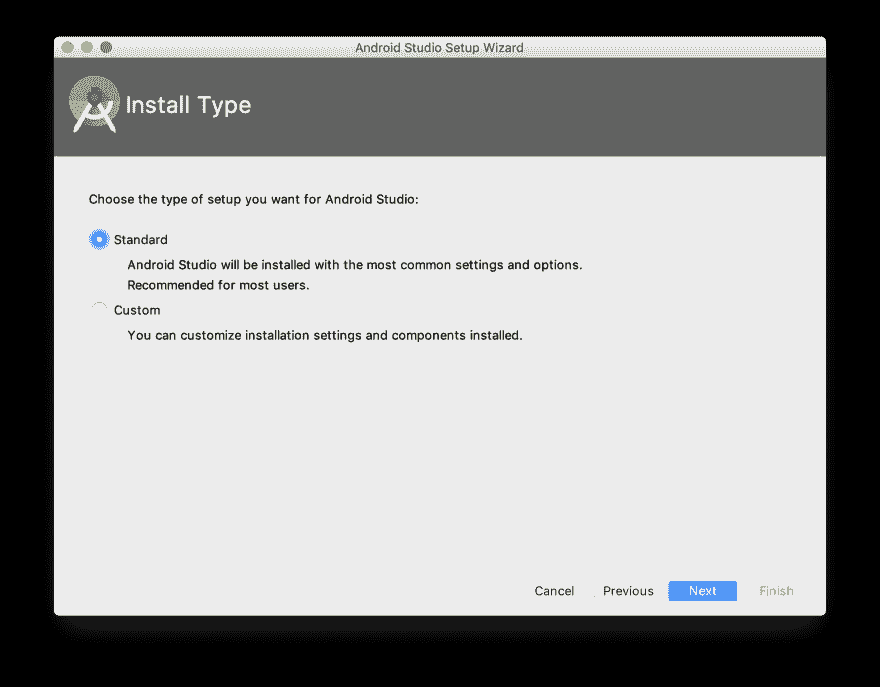 Android Studio Setup Wizard
Install Type
Choose the type of setup you want for Android Studio:
Standard
Android Studio will be installed with the most common settings and options.
Recommended for most users.
Custom
You can customize installation settings and components installed.
Cancel Previous Next Finish